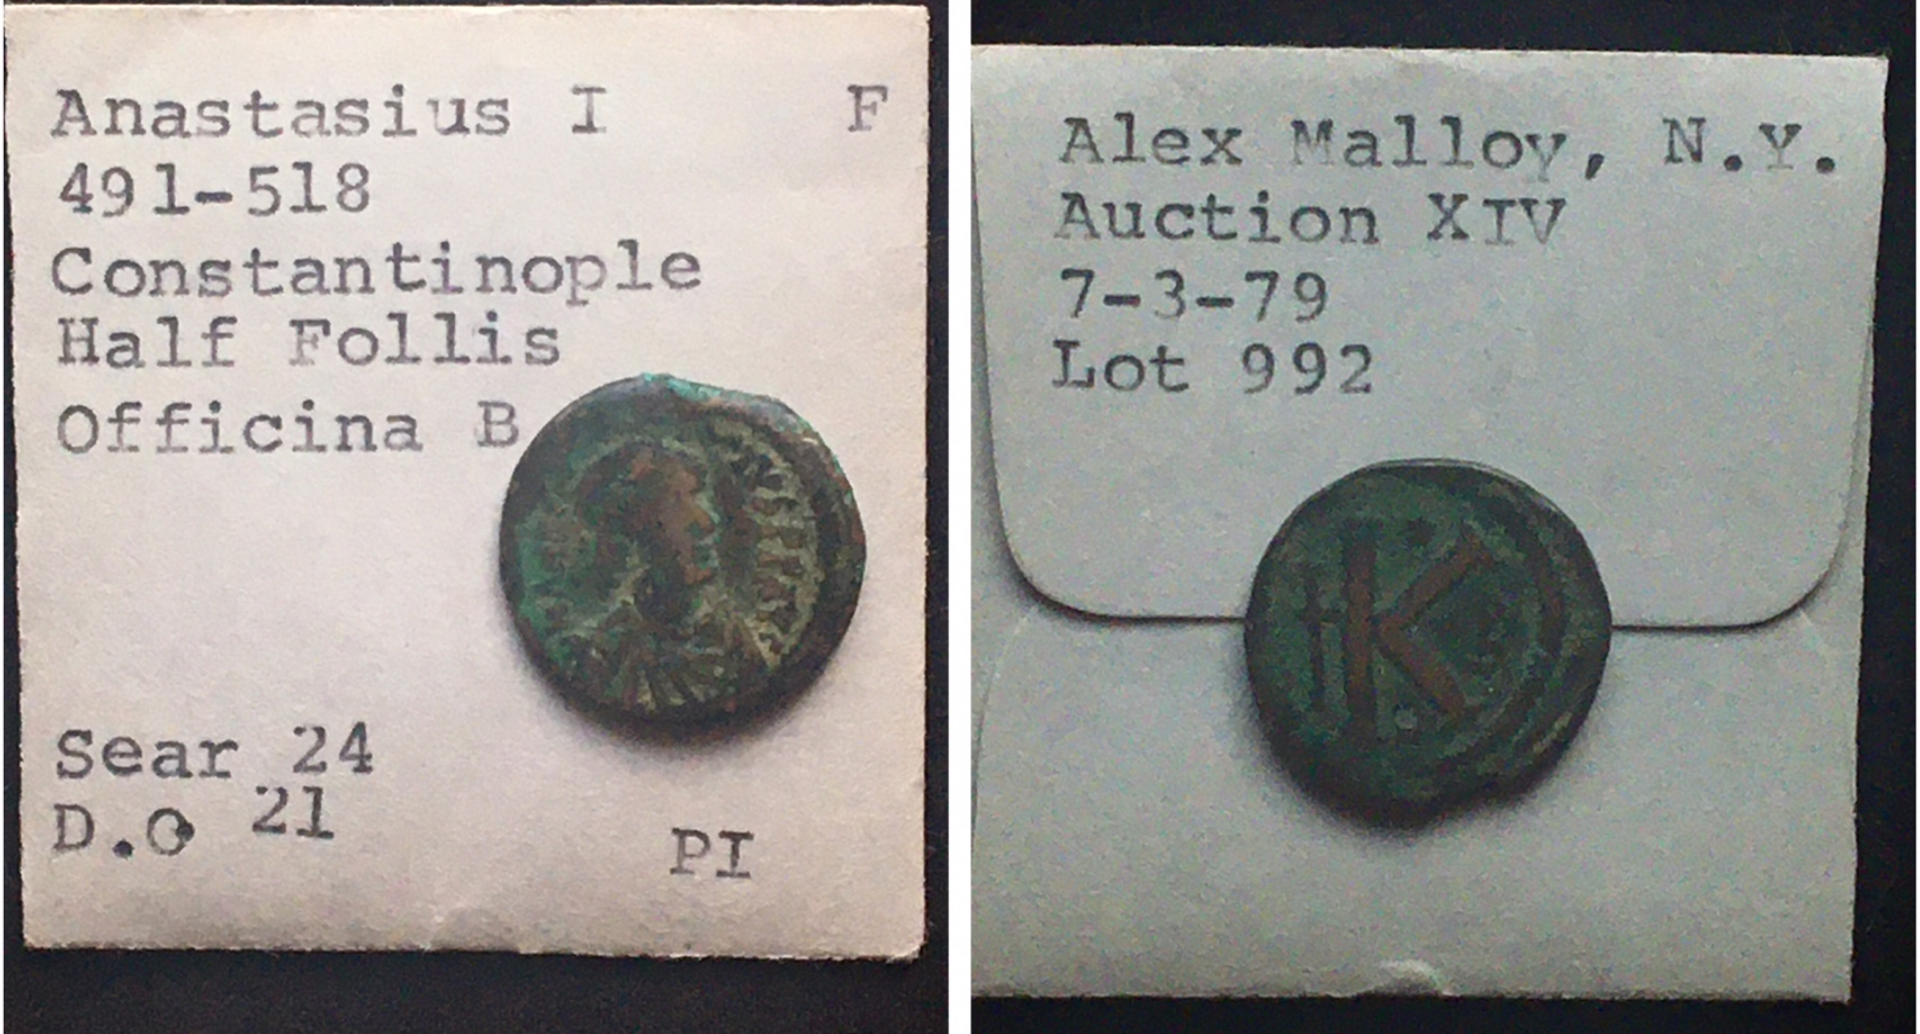 Anastasius I F
491-518
Constantinople
Half Follis
Officina B
Sear 24
D.O 21
PI
Alex Malloy, N.Y.
Auction XIV
7-3-79
Lot 992
K